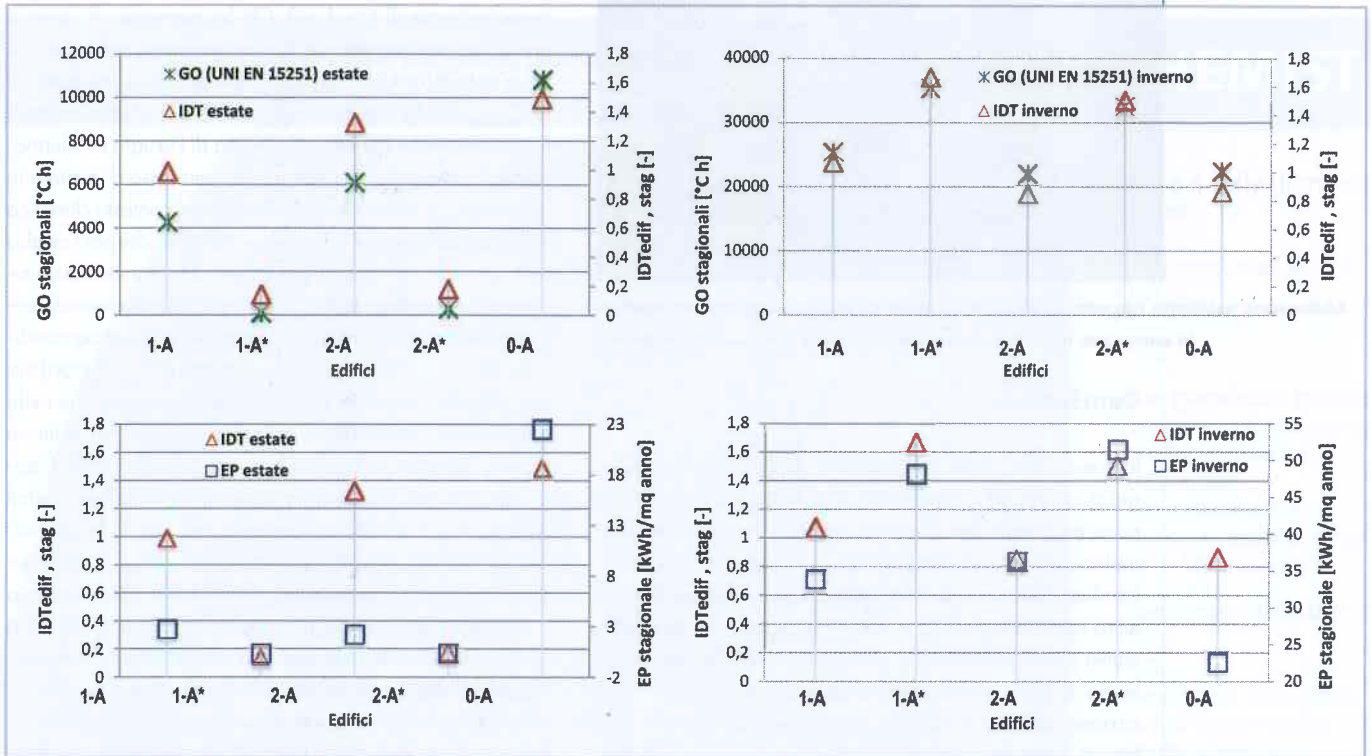 12000
10000
8000
6000
4000
2000
0
GO stagionali [°C h]
GO (UNI EN 15251) estate
IDT estate
1,8
1,6
1,4
1,2
1
0,8
0,6
0,4
0,2
0
IDTedif , stag [-]
1-A 1-A* 2-A 2-A* 0-A
Edifici
40000
30000
20000
10000
0
GO stagionali [°C h]
GO (UNI EN 15251) inverno
IDT inverno
1,8
1,6
1,4
1,2
1
0,8
0,6
0,4
0,2
0
IDTedif , stag [-]
1-A 1-A* 2-A 2-A* 0-A
Edifici
1,8
1,6
1,4
1,2
1
0,8
0,6
0,4
0,2
0
IDTedif , stag [-]
IDT estate
EP estate
23
18
13
8
3
-2
EP stagionale [kWh/mq anno]
1-A 1-A* 2-A 2-A* 0-A
Edifici
1,8
1,6
1,4
1,2
1
0,8
0,6
0,4
0,2
0
IDTedif , stag [-]
IDT inverno
EP inverno
55
50
45
40
35
30
25
20
EP stagionale [kWh/mq anno]
1-A 1-A* 2-A 2-A* 0-A
Edifici